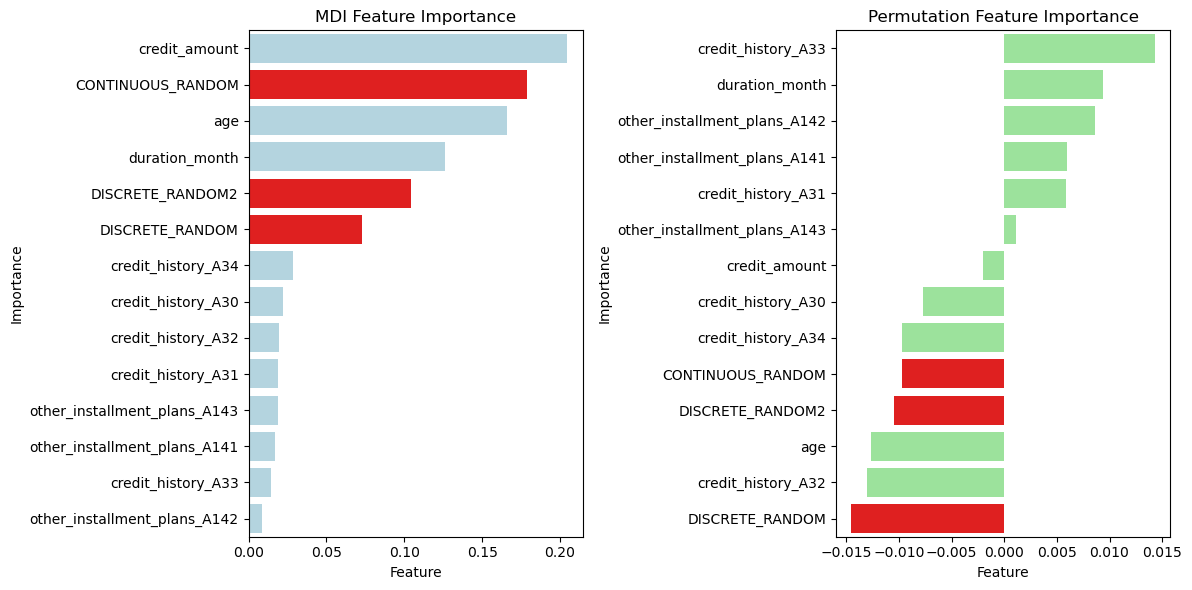 MDI Feature Importance
Importance
credit_amount
CONTINUOUS_RANDOM
age
duration_month
DISCRETE_RANDOM2
DISCRETE_RANDOM
credit_history_A34
credit_history_A30
credit_history_A32
credit_history_A31
other_installment_plans_A143
other_installment_plans_A141
credit_history_A33
other_installment_plans_A142
0.00 0.05 0.10 0.15 0.20
Feature
Permutation Feature Importance
Importance
credit_history_A33
duration_month
other_installment_plans_A142
other_installment_plans_A141
credit_history_A31
other_installment_plans_A143
credit_amount
credit_history_A30
credit_history_A34
CONTINUOUS_RANDOM
DISCRETE_RANDOM2
age
credit_history_A32
DISCRETE_RANDOM
−0.015 −0.010 −0.005 0.000 0.005 0.010 0.015
Feature